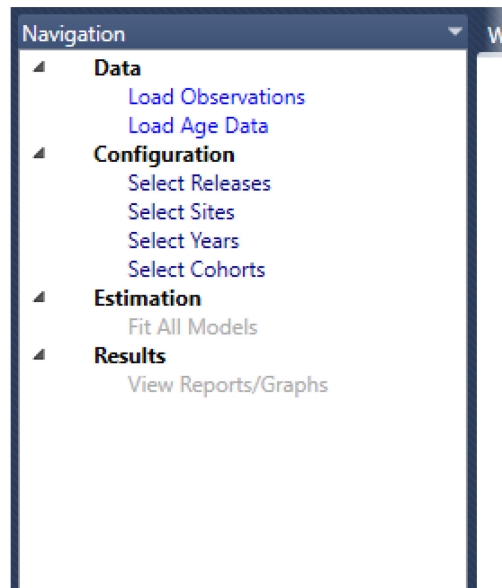 Navigation
W
Data
Load Observations
Load Age Data
Configuration
Select Releases
Select Sites
Select Years
Select Cohorts
Estimation
Fit All Models
Results
View Reports/Graphs